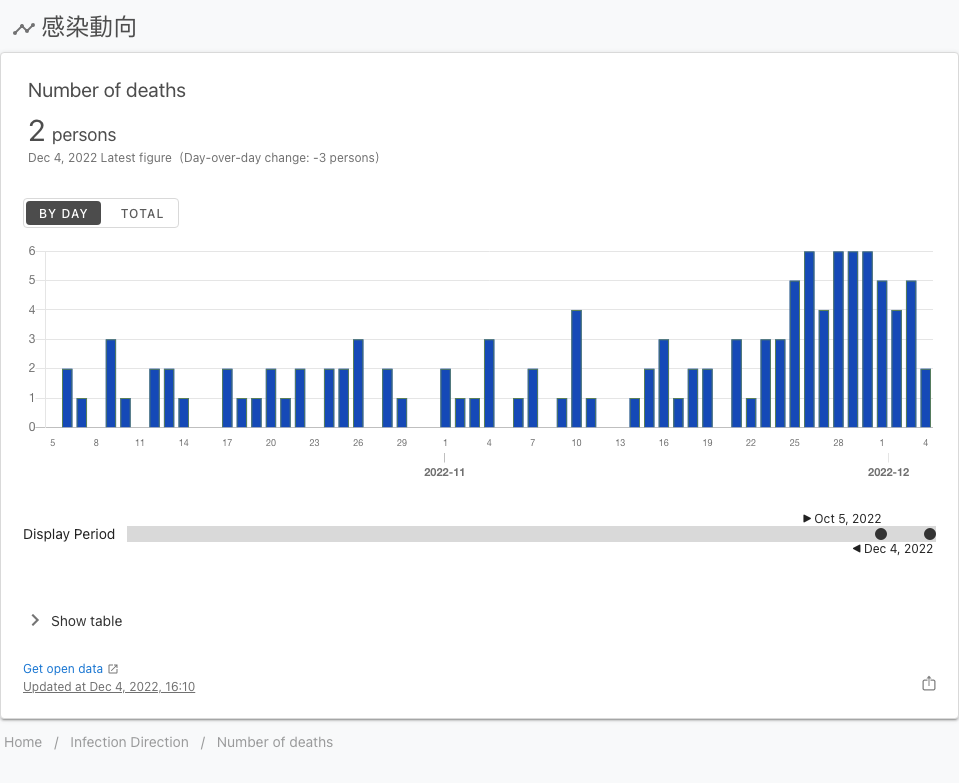 感染動向
Number of deaths
2 persons
Dec 4, 2022 Latest figure (Day-over-day change: -3 persons)
BY DAY TOTAL
6
5
4
3
2
1
0
5 8 11 14 17 20 23 26 29 1 4 7 10 13 16 19 22 25 28 1 4
2022-11 2022-12
Oct 5, 2022
Display Period
Dec 4, 2022
Show table
Get open data
Updated at Dec 4, 2022, 16:10
Home / Infection Direction / Number of deaths